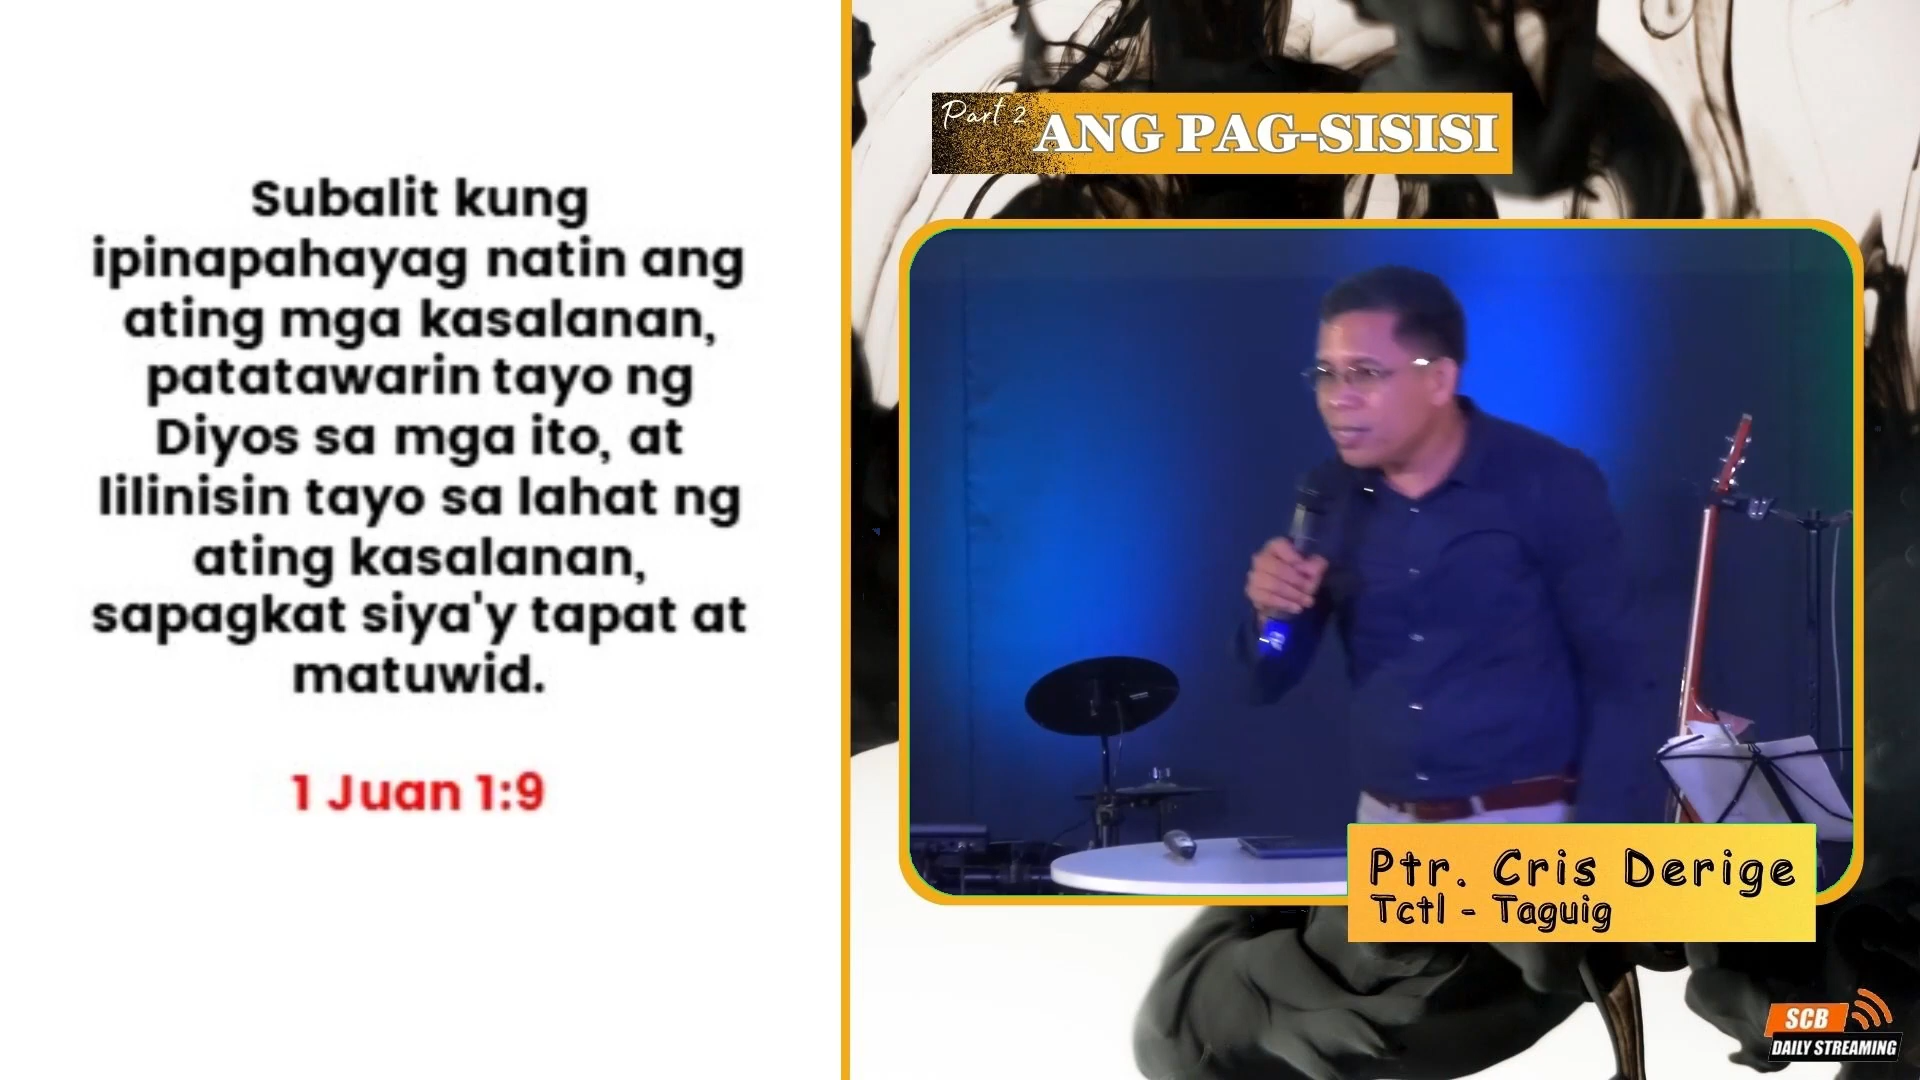 Subalit kung
ipinapahayag natin ang
ating mga kasalanan,
patatawarin tayo ng
Diyos sa mga ito, at
lilinisin tayo sa lahat ng
ating kasalanan,
sapagkat siya'y tapat at
matuwid.
1 Juan 1:9
Part 2 ANG PAG-SISISI
Ptr. Cris Derige
Tctl - Taguig
SCB
DAILY STREAMING